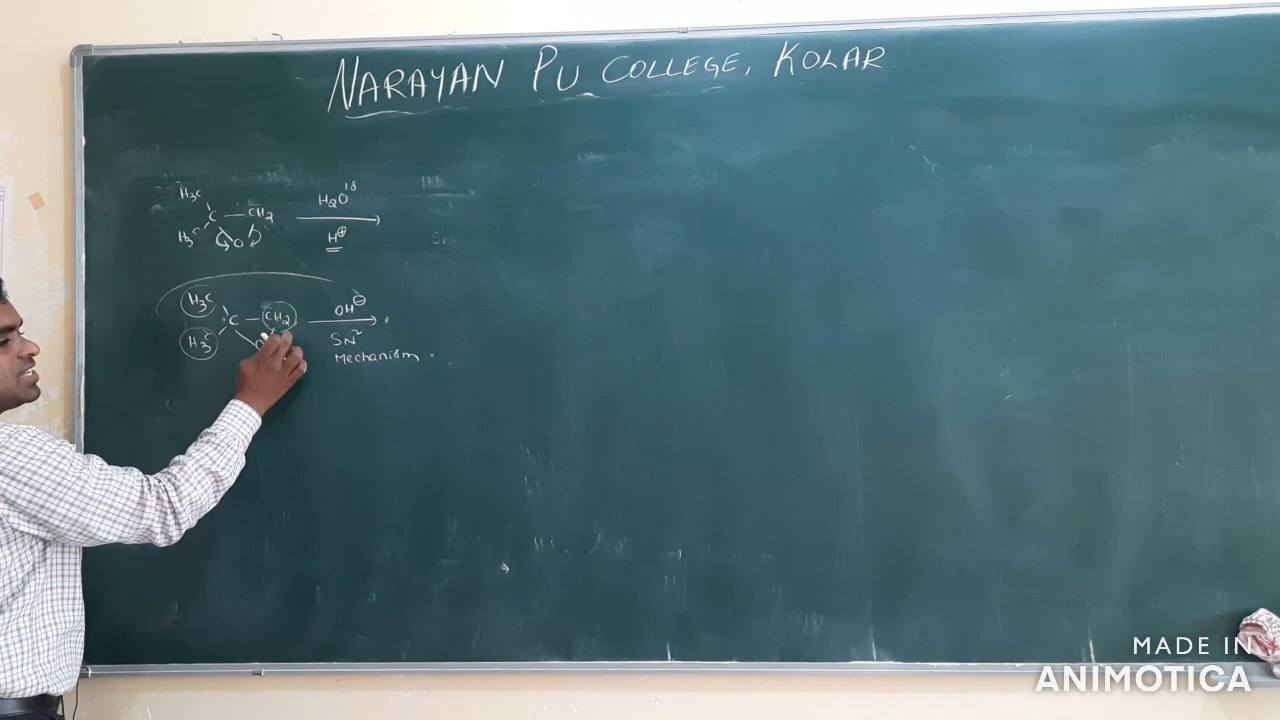 NARAYAN PU COLLEGE, KOLAR
H₃C
C — CH₂ H₂O¹⁸
H₃C O H⊕
H₃C
C — CH₂ OH⊖
H₃C SN²
Mechanism.
MADE IN
ANIMOTICA